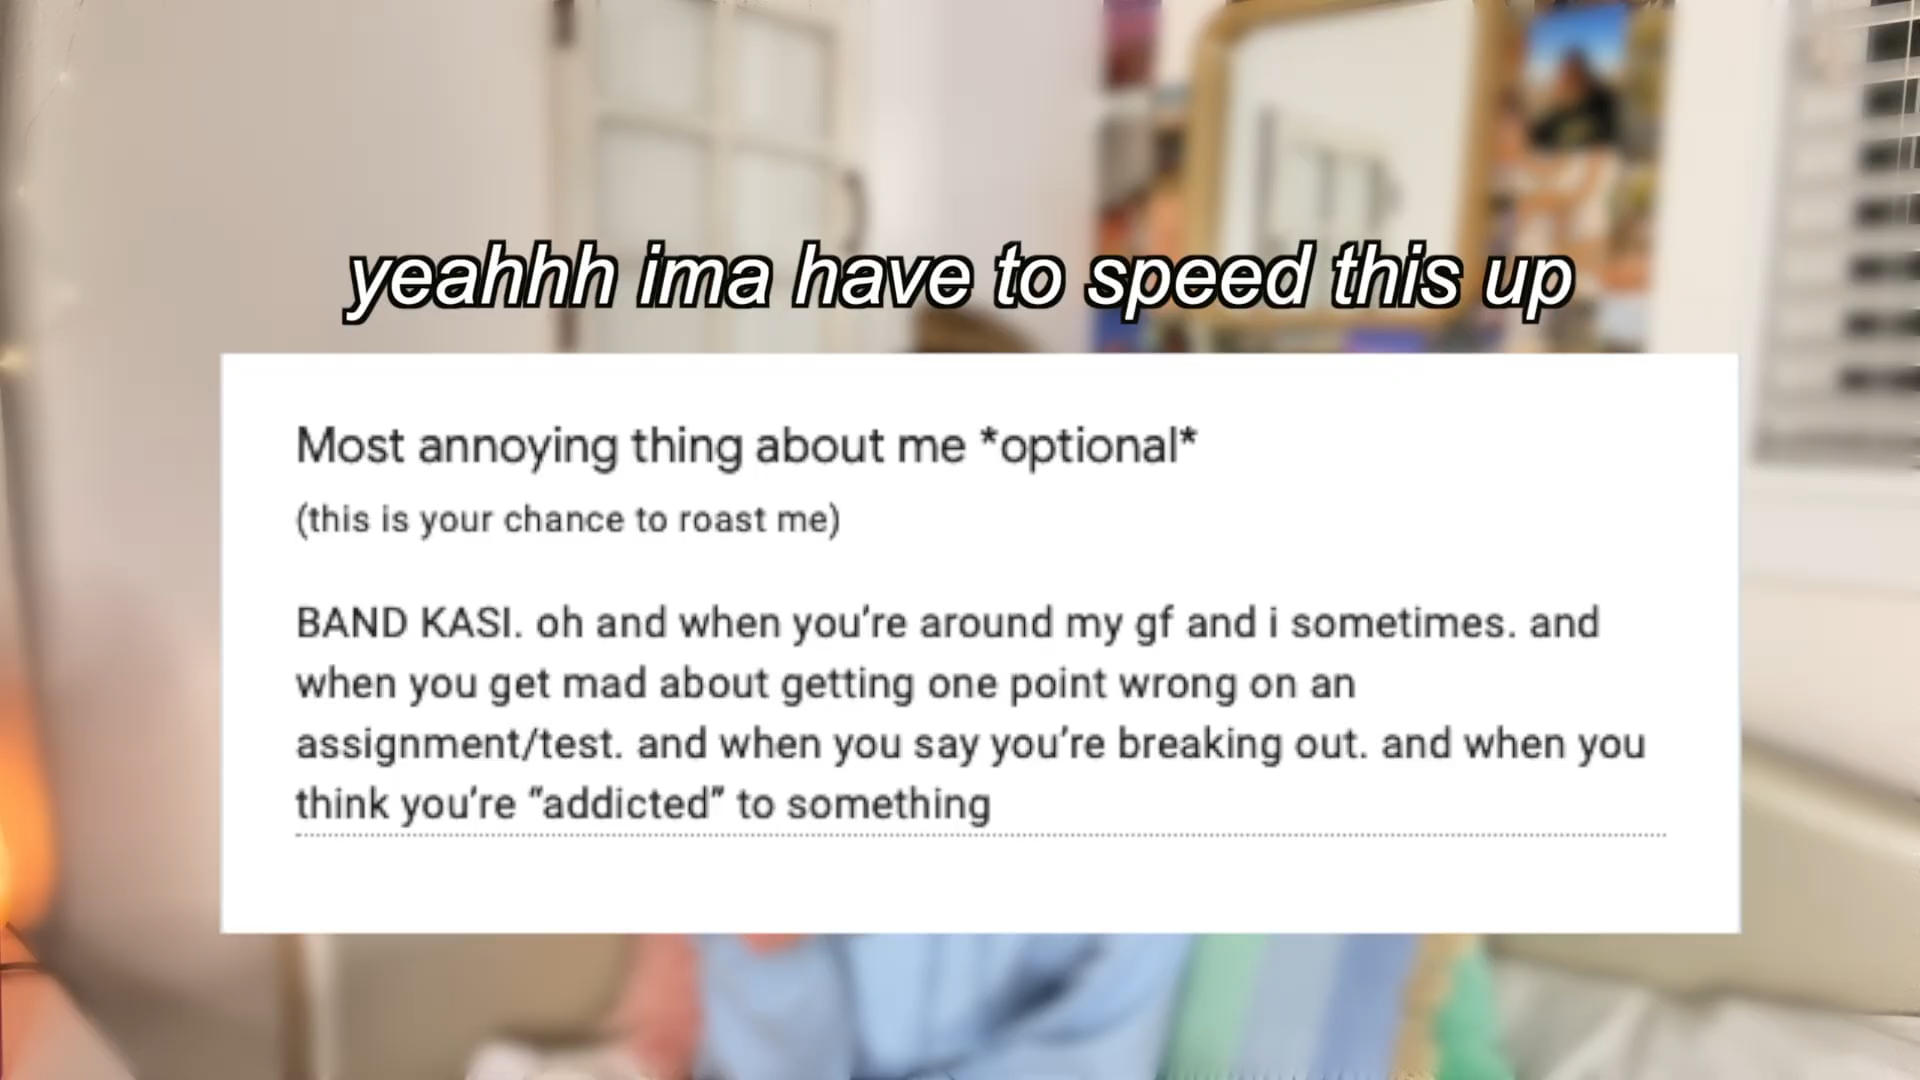 yeahhh ima have to speed this up
Most annoying thing about me *optional*
(this is your chance to roast me)
BAND KASI. oh and when you’re around my gf and i sometimes. and
when you get mad about getting one point wrong on an
assignment/test. and when you say you’re breaking out. and when you
think you’re “addicted” to something